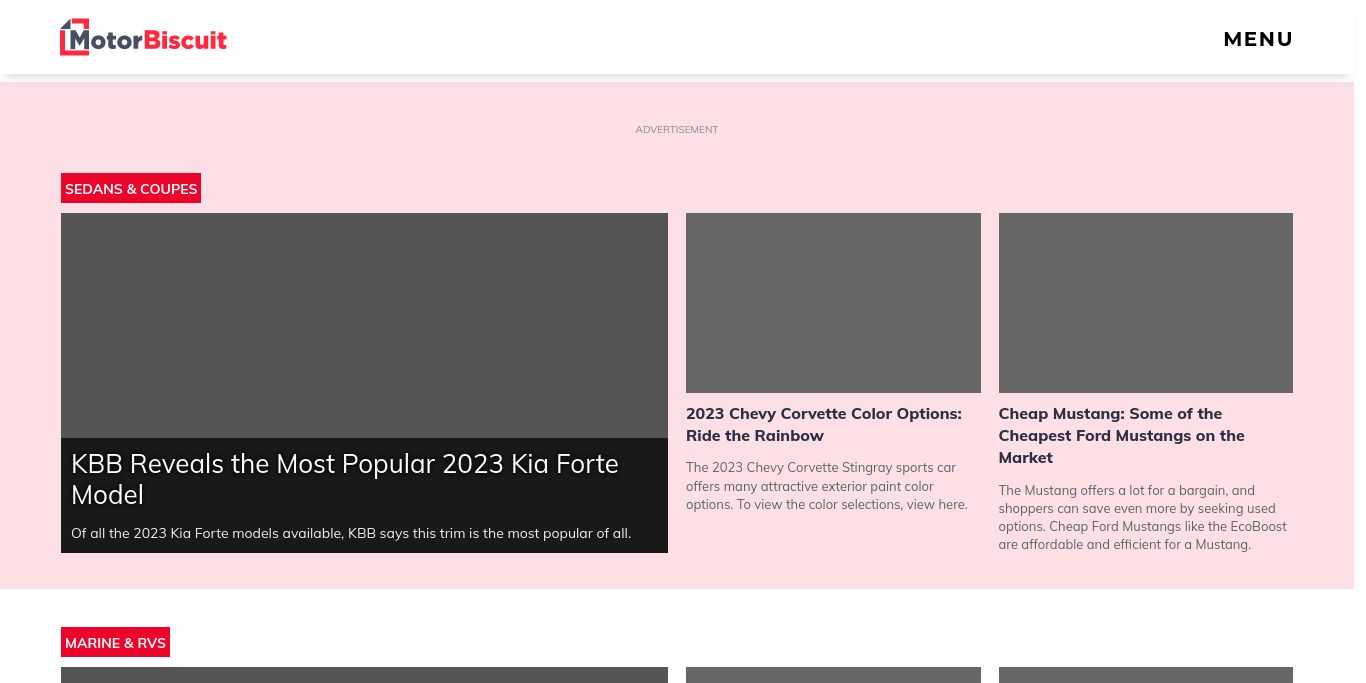 MotorBiscuit
MENU
ADVERTISEMENT
SEDANS & COUPES
KBB Reveals the Most Popular 2023 Kia Forte
Model
Of all the 2023 Kia Forte models available, KBB says this trim is the most popular of all.
2023 Chevy Corvette Color Options:
Ride the Rainbow
The 2023 Chevy Corvette Stingray sports car
offers many attractive exterior paint color
options. To view the color selections, view here.
Cheap Mustang: Some of the
Cheapest Ford Mustangs on the
Market
The Mustang offers a lot for a bargain, and
shoppers can save even more by seeking used
options. Cheap Ford Mustangs like the EcoBoost
are affordable and efficient for a Mustang.
MARINE & RVS